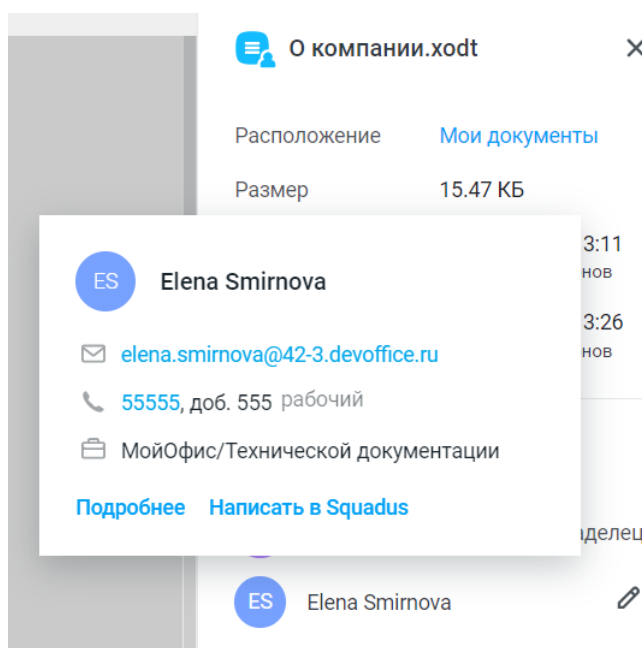 О компании.xodt
Расположение Мои документы
Размер 15.47 КБ
3:11
нов
3:26
нов
ES Elena Smirnova
elena.smirnova@42-3.devoffice.ru
55555, доб. 555 рабочий
МойОфис/Технической документации
Подробнее Написать в Squadus
делец
ES Elena Smirnova